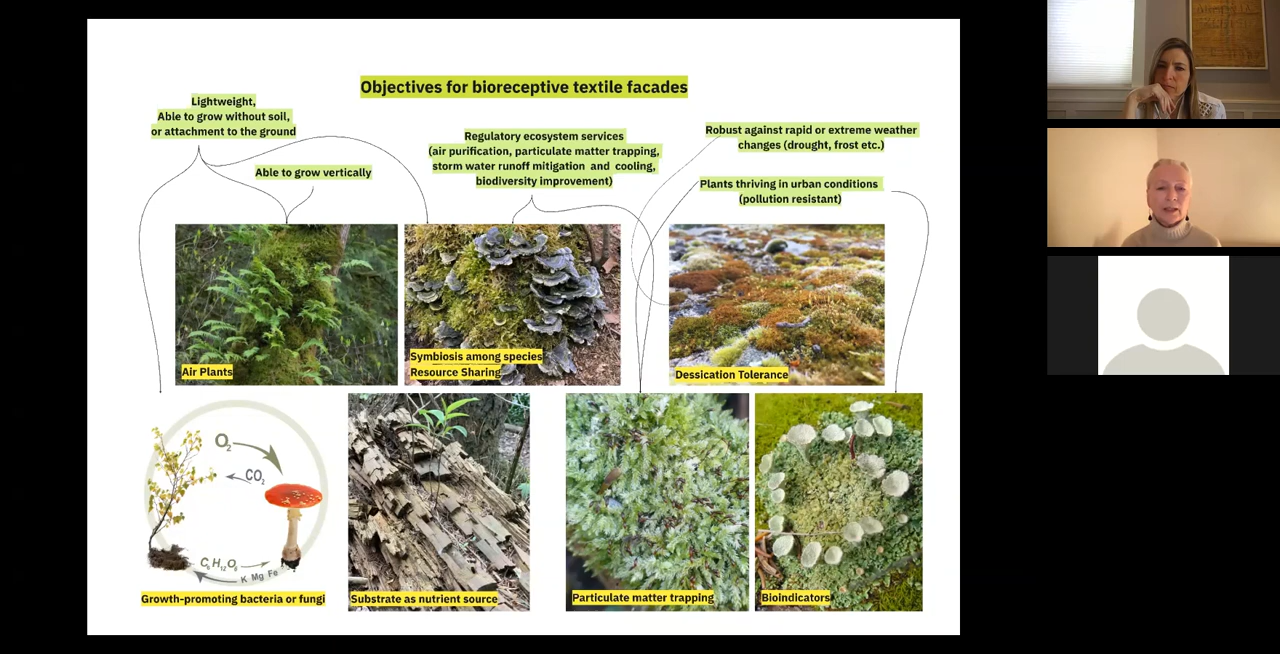 Objectives for bioreceptive textile facades
Lightweight,
Able to grow without soil,
or attachment to the ground
Able to grow vertically
Regulatory ecosystem services
(air purification, particulate matter trapping,
storm water runoff mitigation and cooling,
biodiversity improvement)
Robust against rapid or extreme weather
changes (drought, frost etc.)
Plants thriving in urban conditions
(pollution resistant)
Air Plants
Symbiosis among species
Resource Sharing
Dessication Tolerance
O2
CO2
C6H12O6
K Mg Fe
Growth-promoting bacteria or fungi
Substrate as nutrient source
Particulate matter trapping
Bioindicators